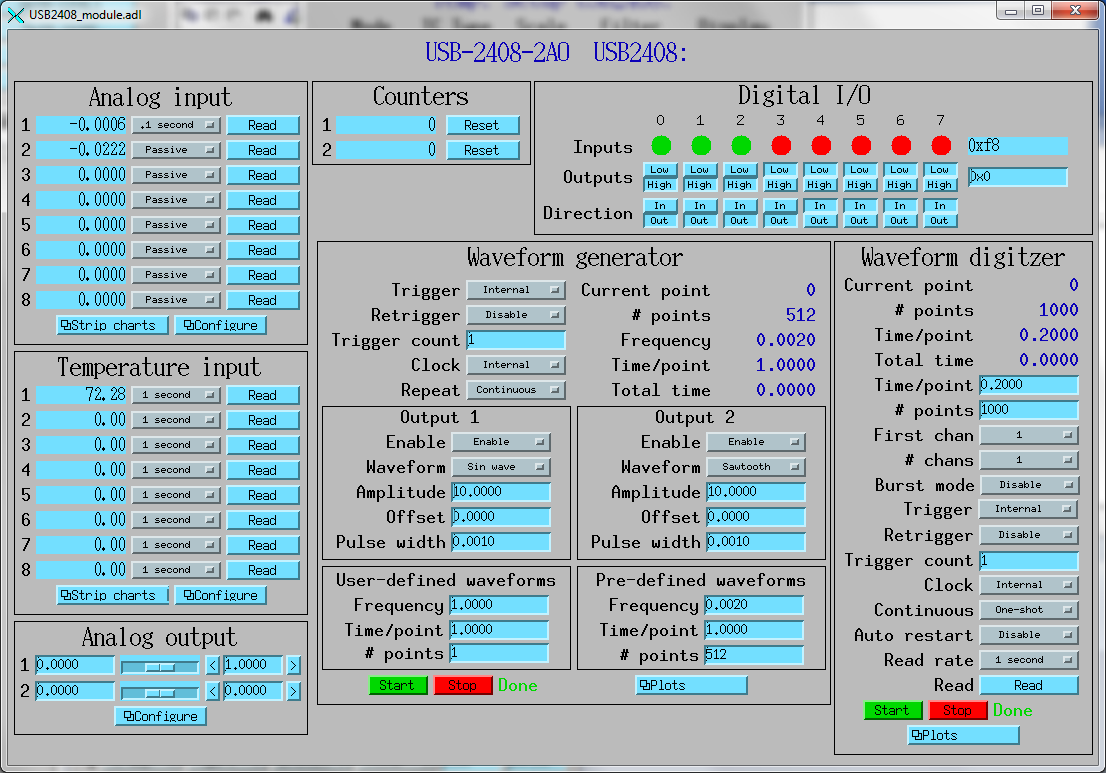 USB2408_module.adl
USB-2408-2AO USB2408:
Analog input
1 -0.0006 .1 second Read
2 -0.0222 Passive Read
3 0.0000 Passive Read
4 0.0000 Passive Read
5 0.0000 Passive Read
6 0.0000 Passive Read
7 0.0000 Passive Read
8 0.0000 Passive Read
Strip charts Configure
Temperature input
1 72.28 1 second Read
2 0.00 1 second Read
3 0.00 1 second Read
4 0.00 1 second Read
5 0.00 1 second Read
6 0.00 1 second Read
7 0.00 1 second Read
8 0.00 1 second Read
Strip charts Configure
Analog output
1 0.0000 < 1.0000 >
2 0.0000 < 0.0000 >
Configure
Counters
1 0 Reset
2 0 Reset
Digital I/O
0 1 2 3 4 5 6 7
Inputs 0xf8
Outputs Low Low Low Low Low Low Low Low 0x0
High High High High High High High High
Direction In In In In In In In In
Out Out Out Out Out Out Out Out
Waveform generator
Trigger Internal Current point 0
Retrigger Disable # points 512
Trigger count 1 Frequency 0.0020
Clock Internal Time/point 1.0000
Repeat Continuous Total time 0.0000
Output 1
Enable Enable
Waveform Sin wave
Amplitude 10.0000
Offset 0.0000
Pulse width 0.0010
Output 2
Enable Enable
Waveform Sawtooth
Amplitude 10.0000
Offset 0.0000
Pulse width 0.0010
User-defined waveforms
Frequency 1.0000
Time/point 1.0000
# points 1
Pre-defined waveforms
Frequency 0.0020
Time/point 1.0000
# points 512
Start Stop Done Plots
Waveform digitzer
Current point 0
# points 1000
Time/point 0.2000
Total time 0.0000
Time/point 0.2000
# points 1000
First chan 1
# chans 1
Burst mode Disable
Trigger Internal
Retrigger Disable
Trigger count 1
Clock Internal
Continuous One-shot
Auto restart Disable
Read rate 1 second
Read Read
Start Stop Done
Plots